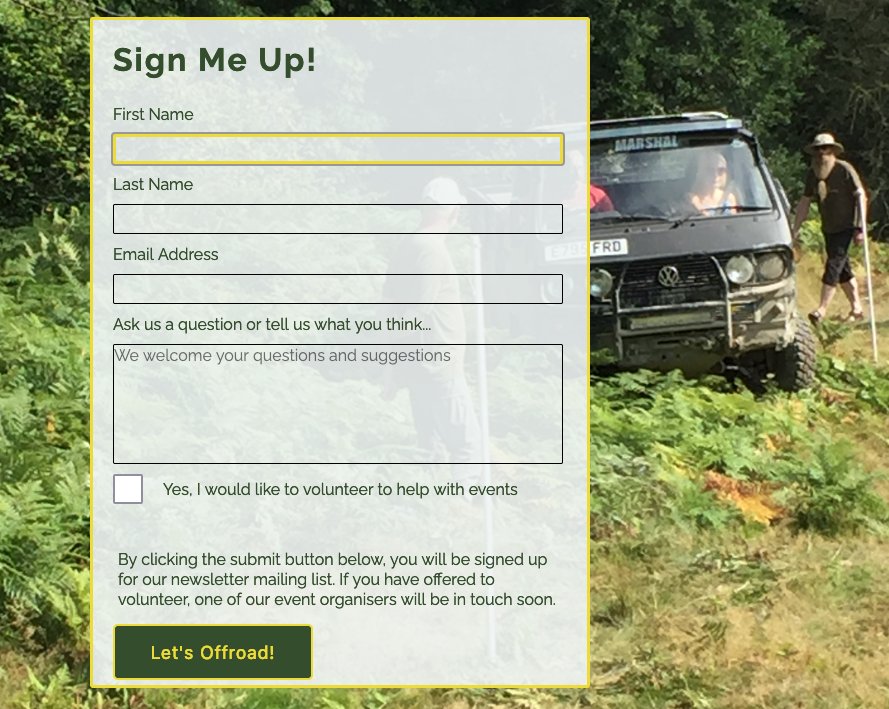 Sign Me Up!
First Name
MARSHAL
Last Name
Email Address
FRD
Ask us a question or tell us what you think...
We welcome your questions and suggestions
Yes, I would like to volunteer to help with events
By clicking the submit button below, you will be signed up
for our newsletter mailing list. If you have offered to
volunteer, one of our event organisers will be in touch soon.
Let's Offroad!